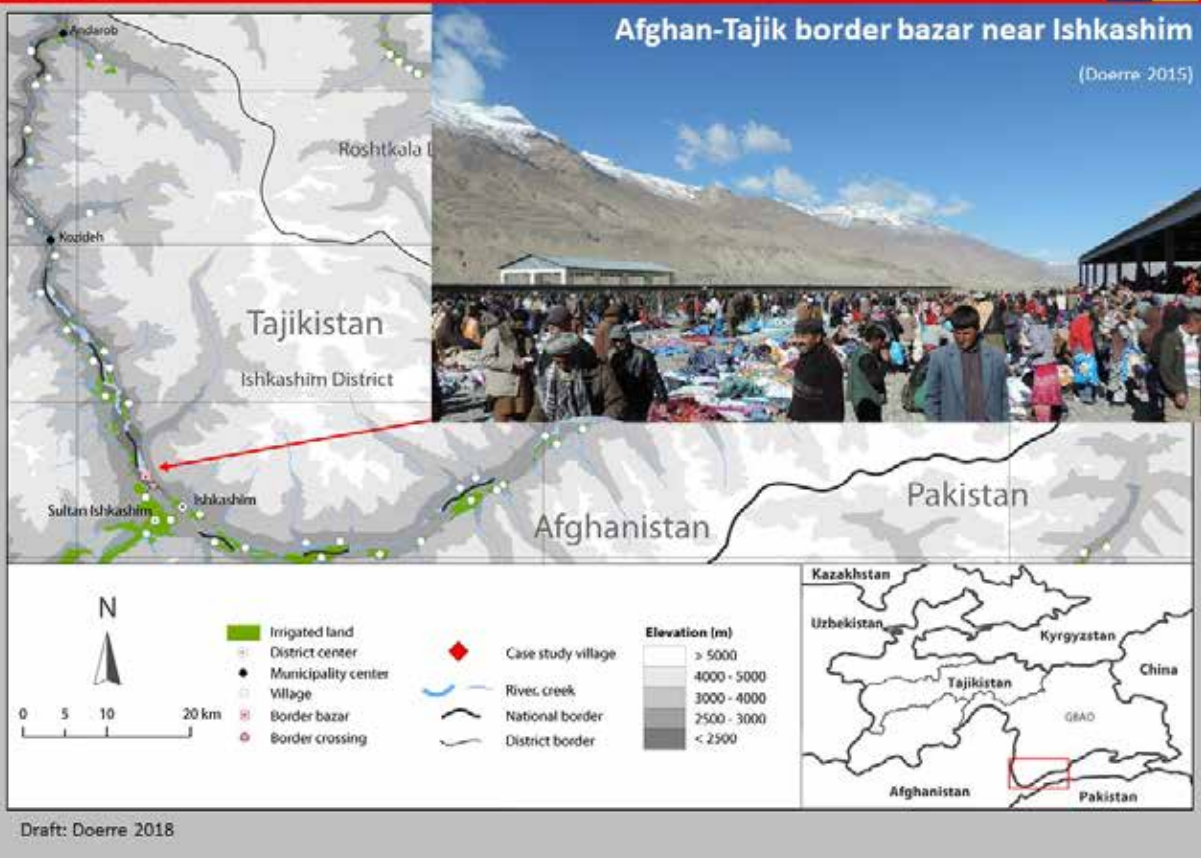 Afghan-Tajik border bazar near Ishkashim
(Doerre 2015)
Andarob
Roshtkala
Kozideh
Tajikistan
Ishkashim District
Sultan Ishkashim
Ishkashim
Afghanistan
Pakistan
N
0 5 10 20 km
Irrigated land
District center
Municipality center
Village
Border bazar
Border crossing
Case study village
River, creek
National border
District border
Elevation (m)
> 5000
4000 - 5000
3000 - 4000
2500 - 3000
< 2500
Kazakhstan
Uzbekistan
Kyrgyzstan
China
Tajikistan
GBAO
Afghanistan
Pakistan
Draft: Doerre 2018